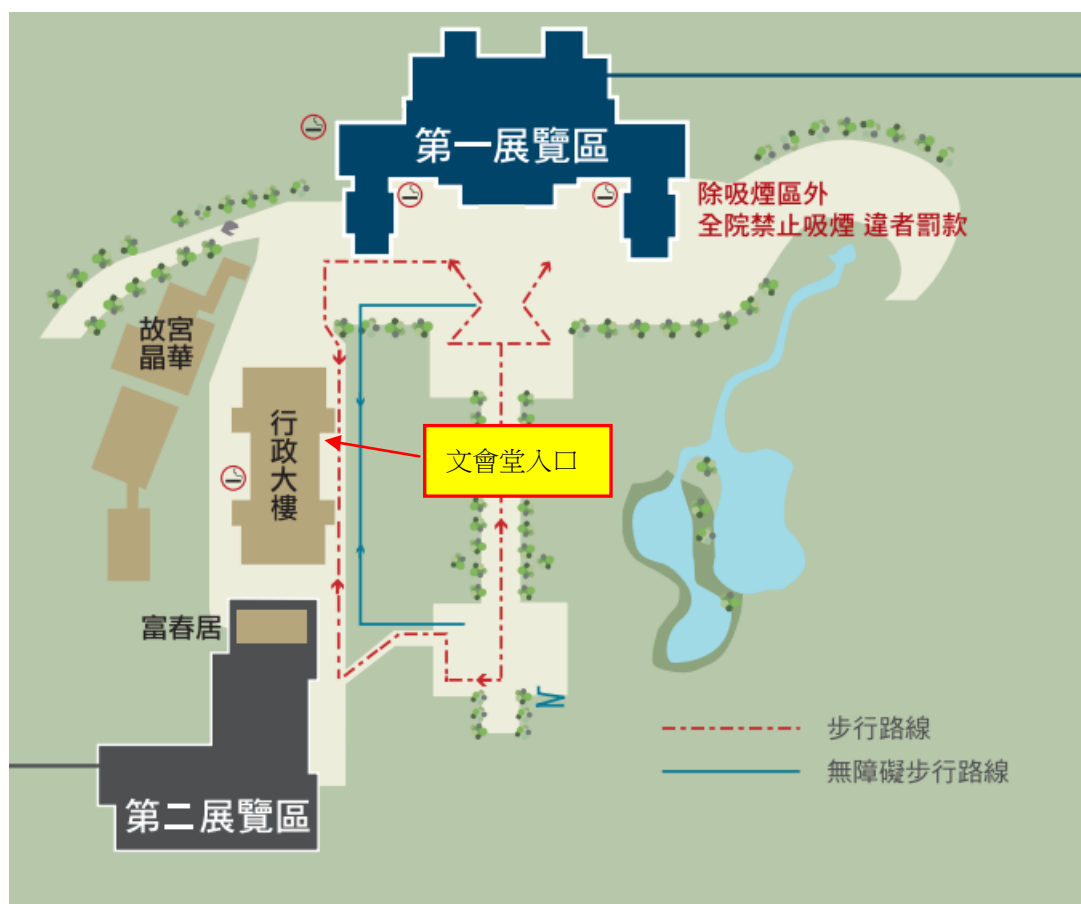 第一展覽區
除吸煙區外
全院禁止吸煙 違者罰款
故宮
晶華
行政大樓
文會堂入口
富春居
N
步行路線
無障礙步行路線
第二展覽區